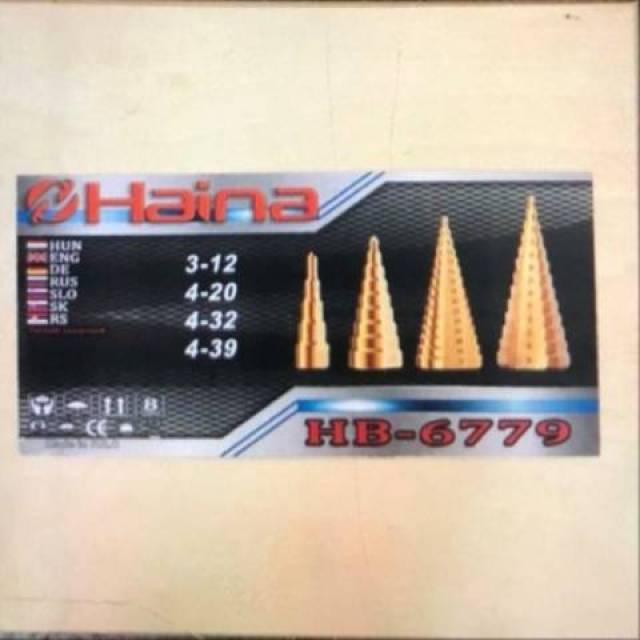 Haina
HUN
ENG
DE
RUS
SLO
SK
RS
3-12
4-20
4-32
4-39
8
CE
HB-6779